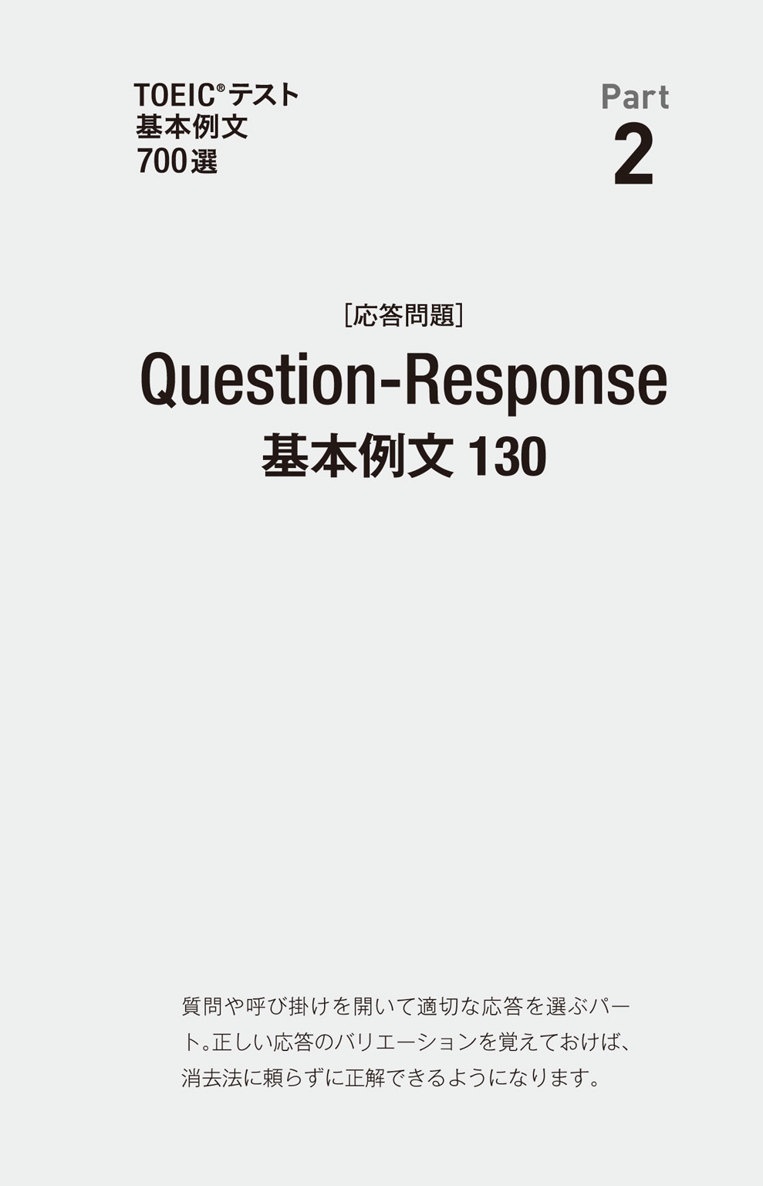 TOEIC®テスト
基本例文
700選
Part
2
［応答問題］
Question-Response
基本例文 130
質問や呼び掛けを開いて適切な応答を選ぶパー
ト。正しい応答のバリエーションを覚えておけば、
消去法に頼らずに正解できるようになります。